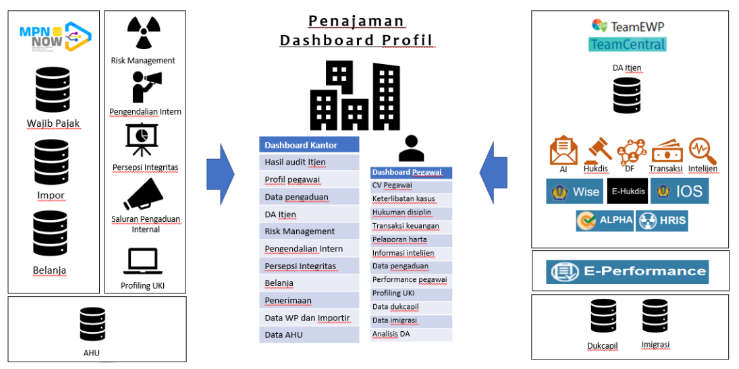 MPN
NOW
Wajib Pajak
Impor
Belanja
Risk Management
Pengendalian Intern
Persepsi Integritas
Saluran Pengaduan
Internal
Profiling UKI
AHU
Penajaman
Dashboard Profil
Dashboard Kantor
Hasil audit Itjen
Profil pegawai
Data pengaduan
DA Itjen
Risk Management
Pengendalian Intern
Persepsi Integritas
Belanja
Penerimaan
Data WP dan Importir
Data AHU
Dashboard Pegawai
CV Pegawai
Keterlibatan kasus
Hukuman disiplin
Transaksi keuangan
Pelaporan harta
Informasi intelijen
Data pengaduan
Performance pegawai
Profiling UKI
Data dukcapil
Data imigrasi
Analisis DA
TeamEWP
TeamCentral
DA Itjen
AI Hukdis DF Transaksi Intelijen
Wise E-Hukdis IOS
ALPHA HRIS
E-Performance
Dukcapil Imigrasi